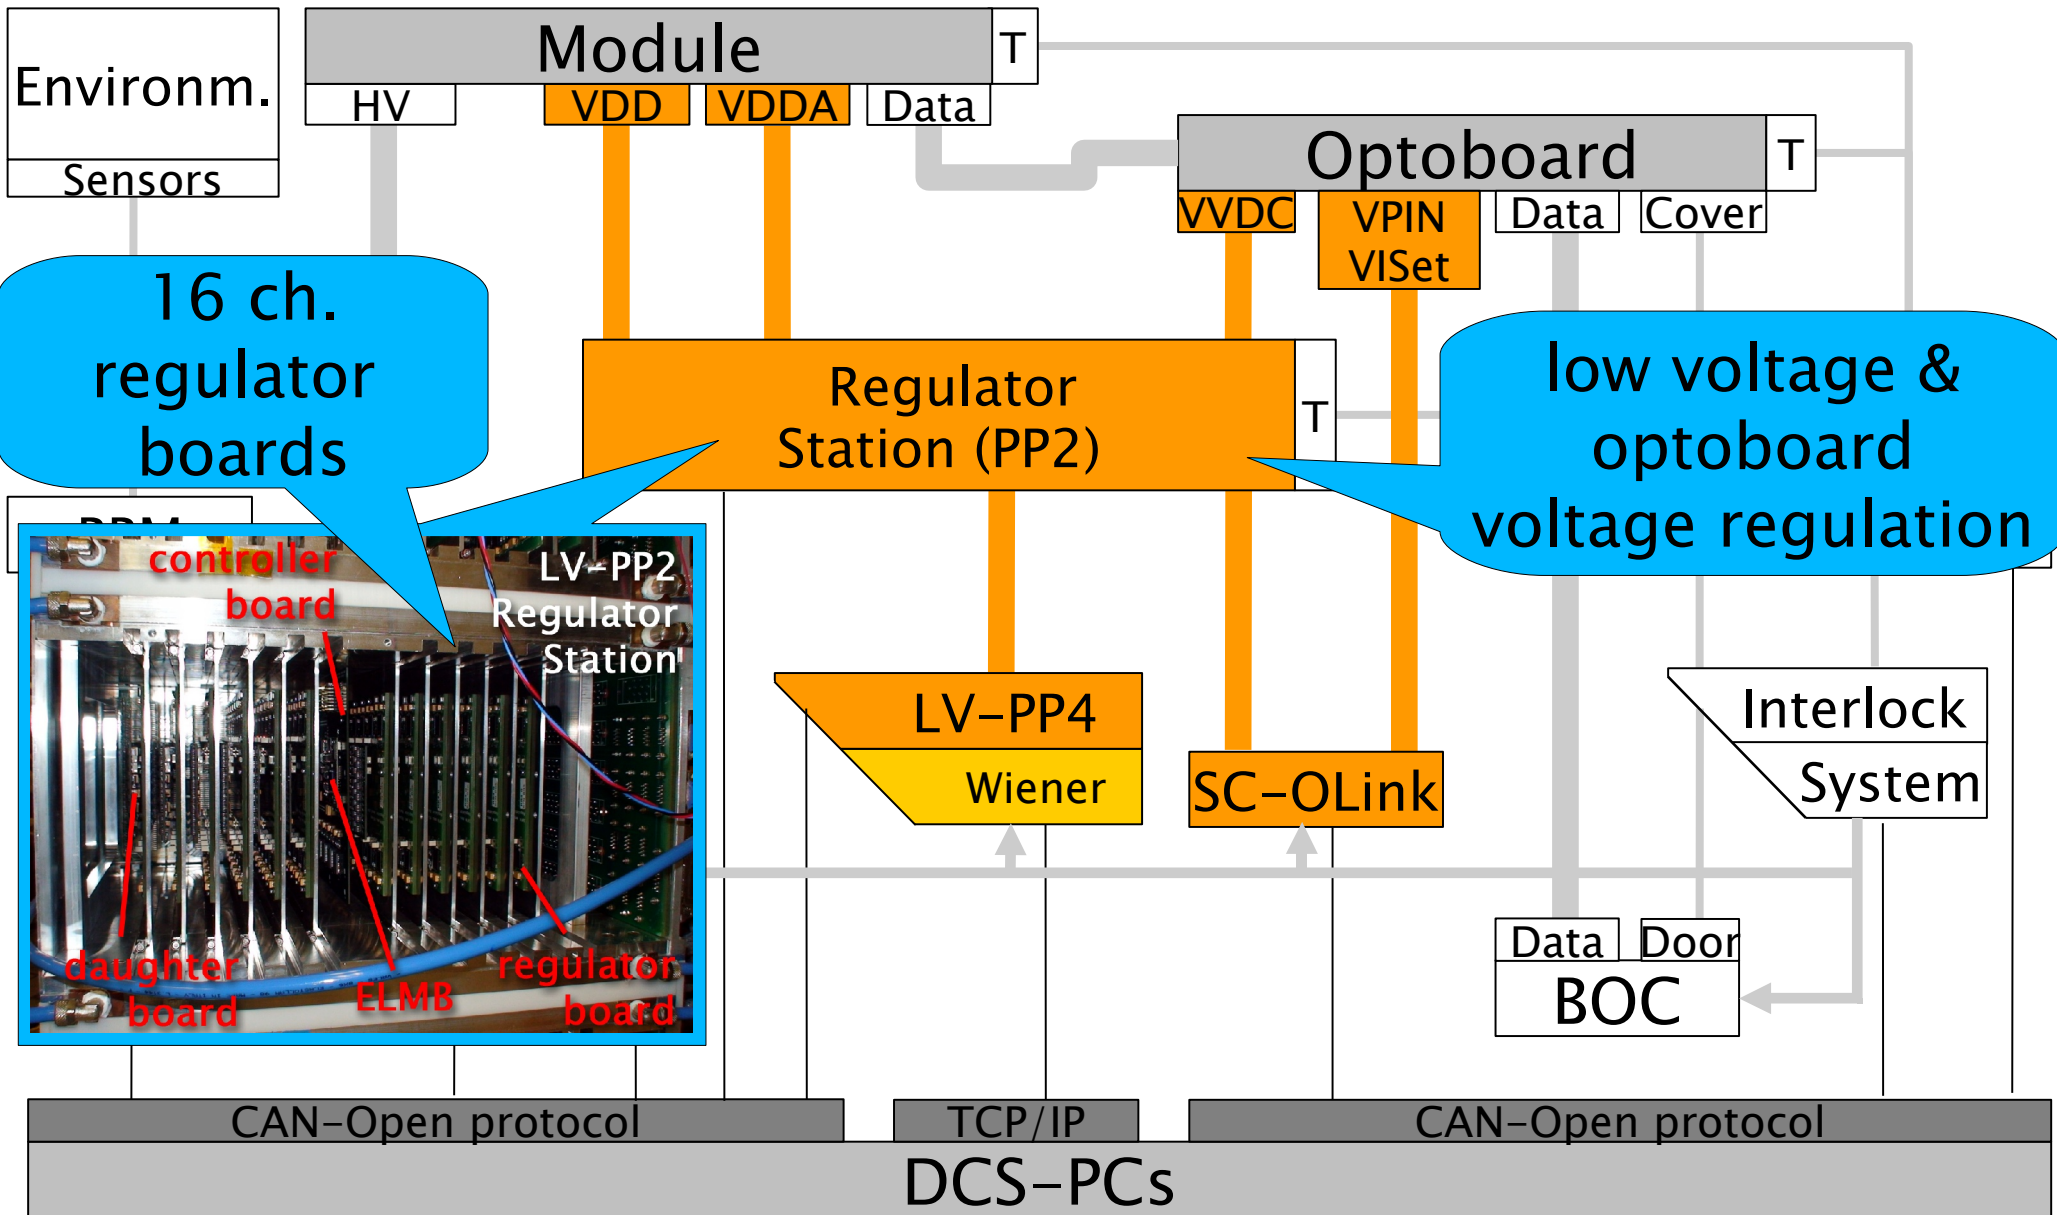 Environm.
Sensors
Module
T
HV
VDD
VDDA
Data
Optoboard
T
VVDC
VPIN
VISet
Data
Cover
16 ch.
regulator
boards
Regulator
Station (PP2)
T
low voltage &
optoboard
voltage regulation
controller
board
LV-PP2
Regulator
Station
daughter
board
ELMB
regulator
board
LV-PP4
Wiener
SC-OLink
Interlock
System
Data
Door
BOC
CAN-Open protocol
TCP/IP
CAN-Open protocol
DCS-PCs